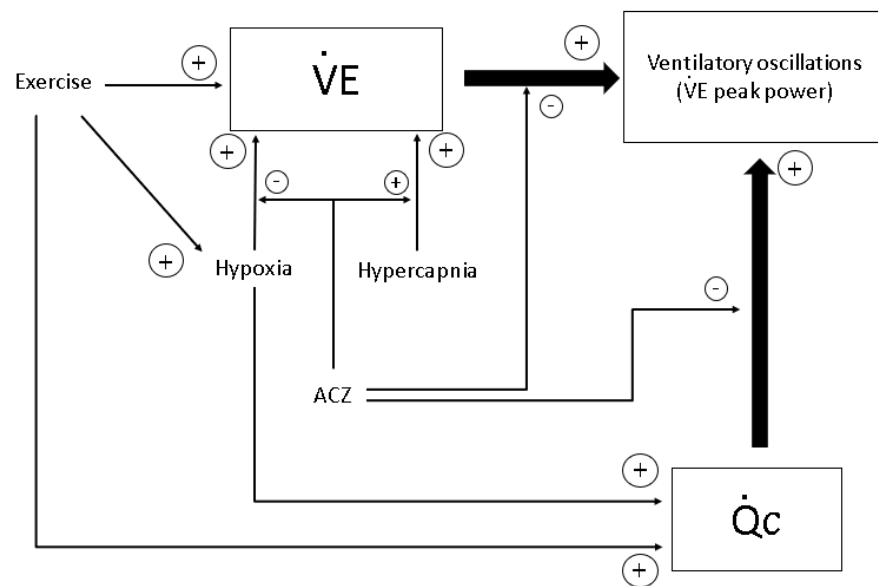 Exercise
+
V̇E
+
Ventilatory oscillations
(V̇E peak power)
-
+
+
+
-
+
+
Hypoxia
Hypercapnia
-
ACZ
+
Q̇c
+